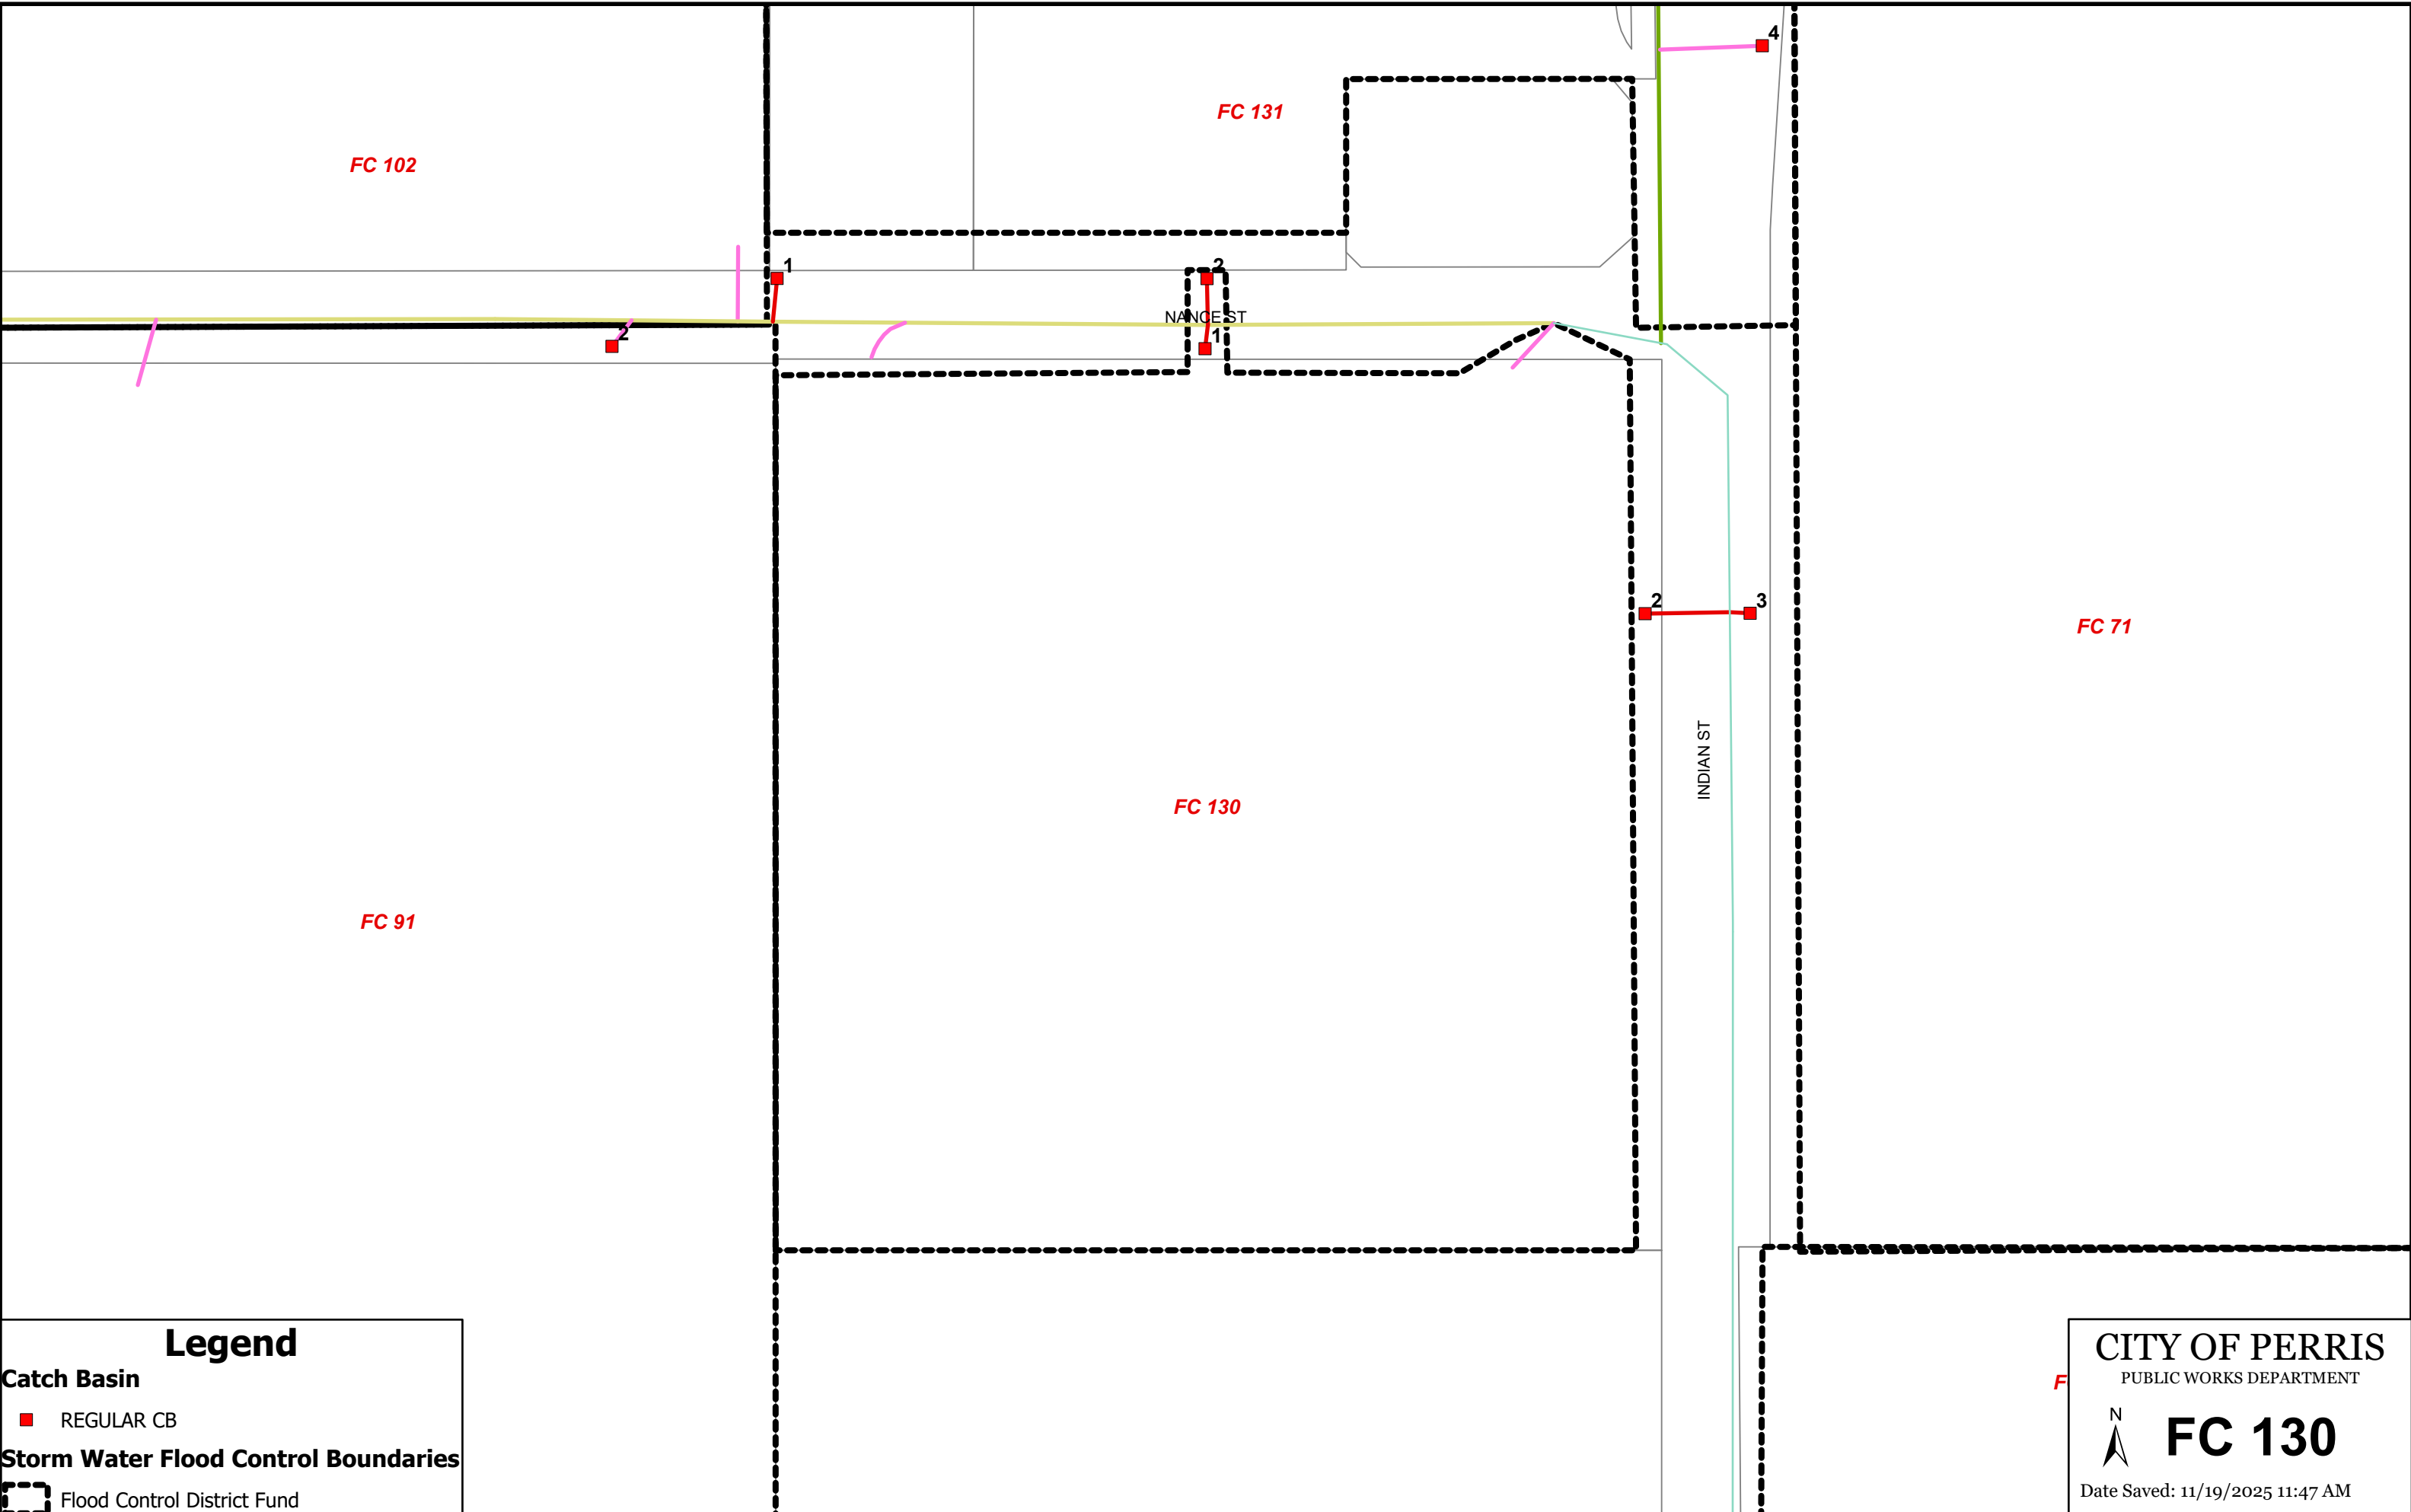 4
FC 131
FC 102
1
2
NANCE ST
2
1
2
3
FC 71
INDIAN ST
FC 130
FC 91
Legend
Catch Basin
REGULAR CB
Storm Water Flood Control Boundaries
Flood Control District Fund
CITY OF PERRIS
PUBLIC WORKS DEPARTMENT
N
FC 130
Date Saved: 11/19/2025 11:47 AM